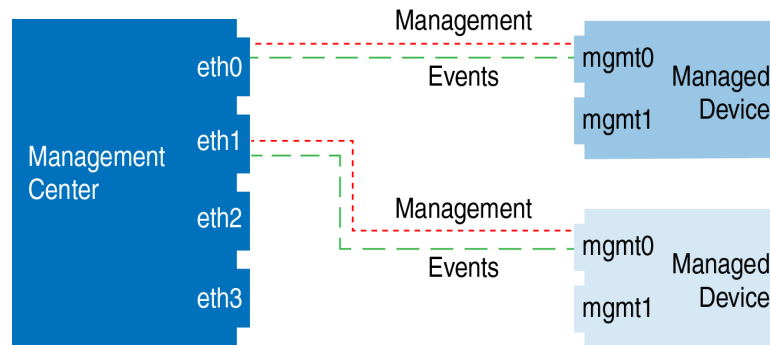 Management
Center
eth0
eth1
eth2
eth3
Management
Events
mgmt0
mgmt1
Managed
Device
Management
Events
mgmt0
mgmt1
Managed
Device